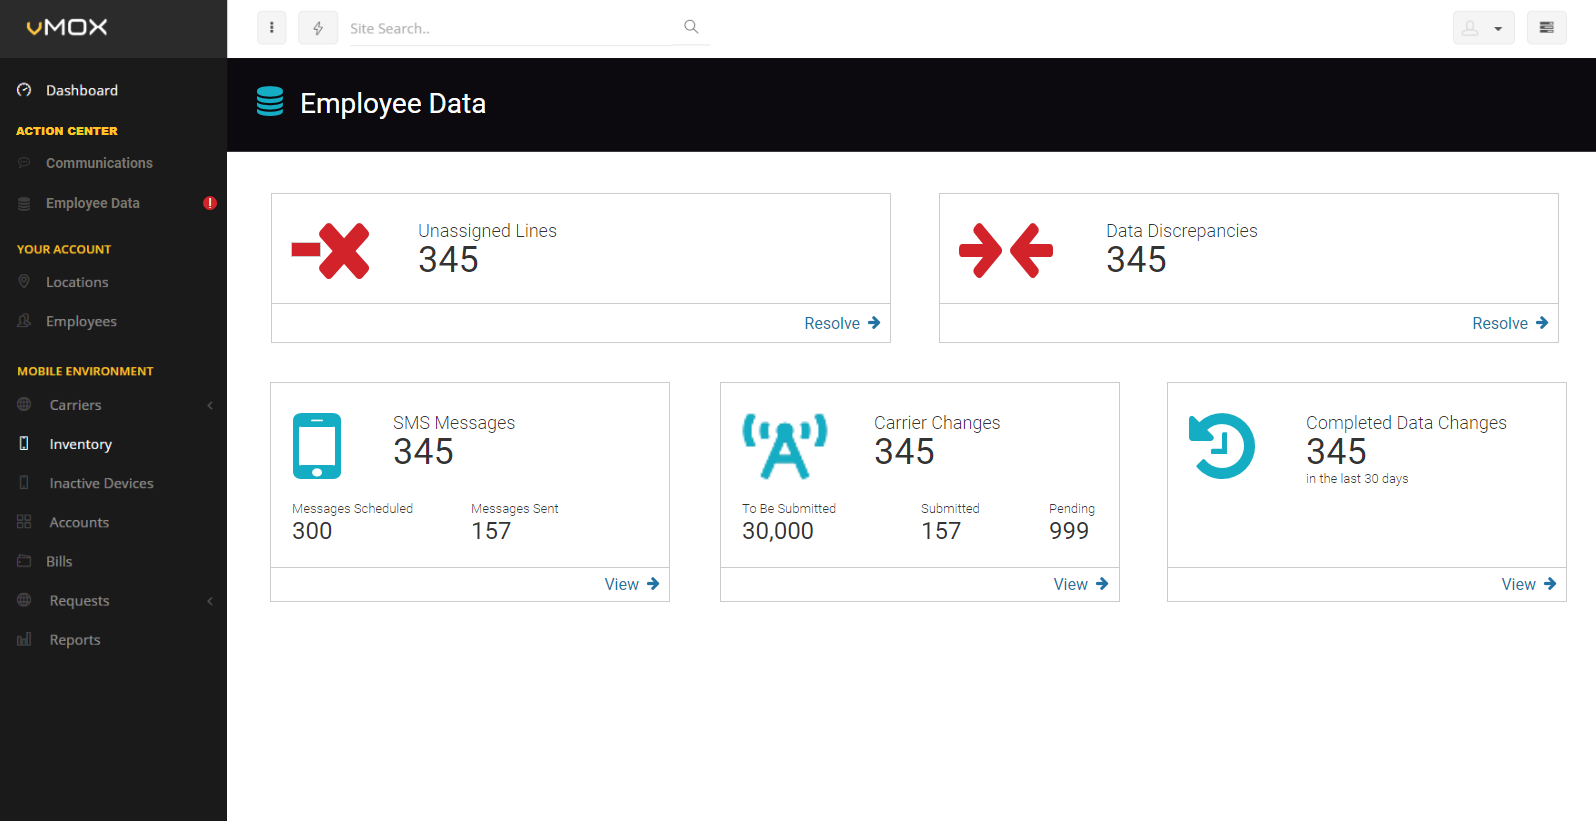 vMOX
Site Search..
Dashboard
ACTION CENTER
Communications
Employee Data
YOUR ACCOUNT
Locations
Employees
MOBILE ENVIRONMENT
Carriers
Inventory
Inactive Devices
Accounts
Bills
Requests
Reports
Employee Data
Unassigned Lines
345
Resolve
Data Discrepancies
345
Resolve
SMS Messages
345
Messages Scheduled
300
Messages Sent
157
View
Carrier Changes
345
To Be Submitted
30,000
Submitted
157
Pending
999
View
Completed Data Changes
345
in the last 30 days
View